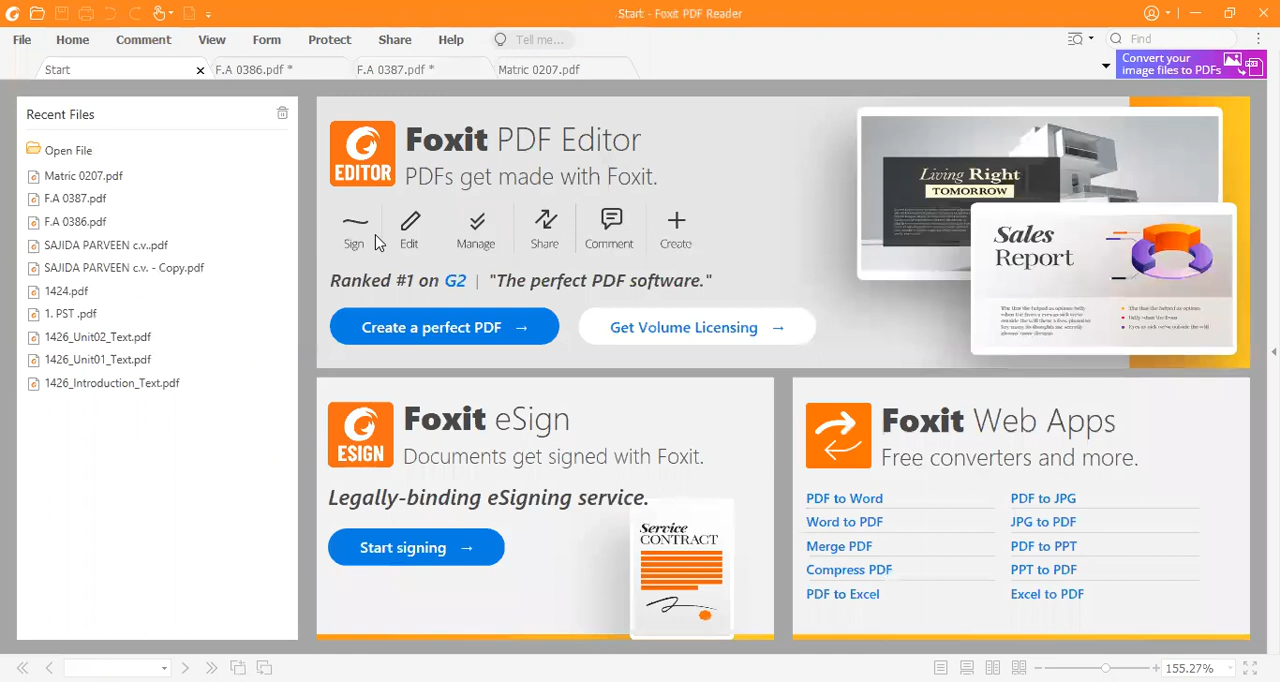 Start - Foxit PDF Reader
File Home Comment View Form Protect Share Help Tell me... Find
Start F.A 0386.pdf * F.A 0387.pdf * Matric 0207.pdf
Convert your
image files to PDFs
Recent Files
Open File
Matric 0207.pdf
F.A 0387.pdf
F.A 0386.pdf
SAJIDA PARVEEN c.v..pdf
SAJIDA PARVEEN c.v. - Copy.pdf
1424.pdf
1. PST .pdf
1426_Unit02_Text.pdf
1426_Unit01_Text.pdf
1426_Introduction_Text.pdf
EDITOR
Foxit PDF Editor
PDFs get made with Foxit.
Sign Edit Manage Share Comment Create
Ranked #1 on G2 | "The perfect PDF software."
Create a perfect PDF →
Get Volume Licensing →
Living Right
TOMORROW
Sales
Report
ESIGN
Foxit eSign
Documents get signed with Foxit.
Legally-binding eSigning service.
Start signing →
Service
CONTRACT
Foxit Web Apps
Free converters and more.
PDF to Word PDF to JPG
Word to PDF JPG to PDF
Merge PDF PDF to PPT
Compress PDF PPT to PDF
PDF to Excel Excel to PDF
155.27%